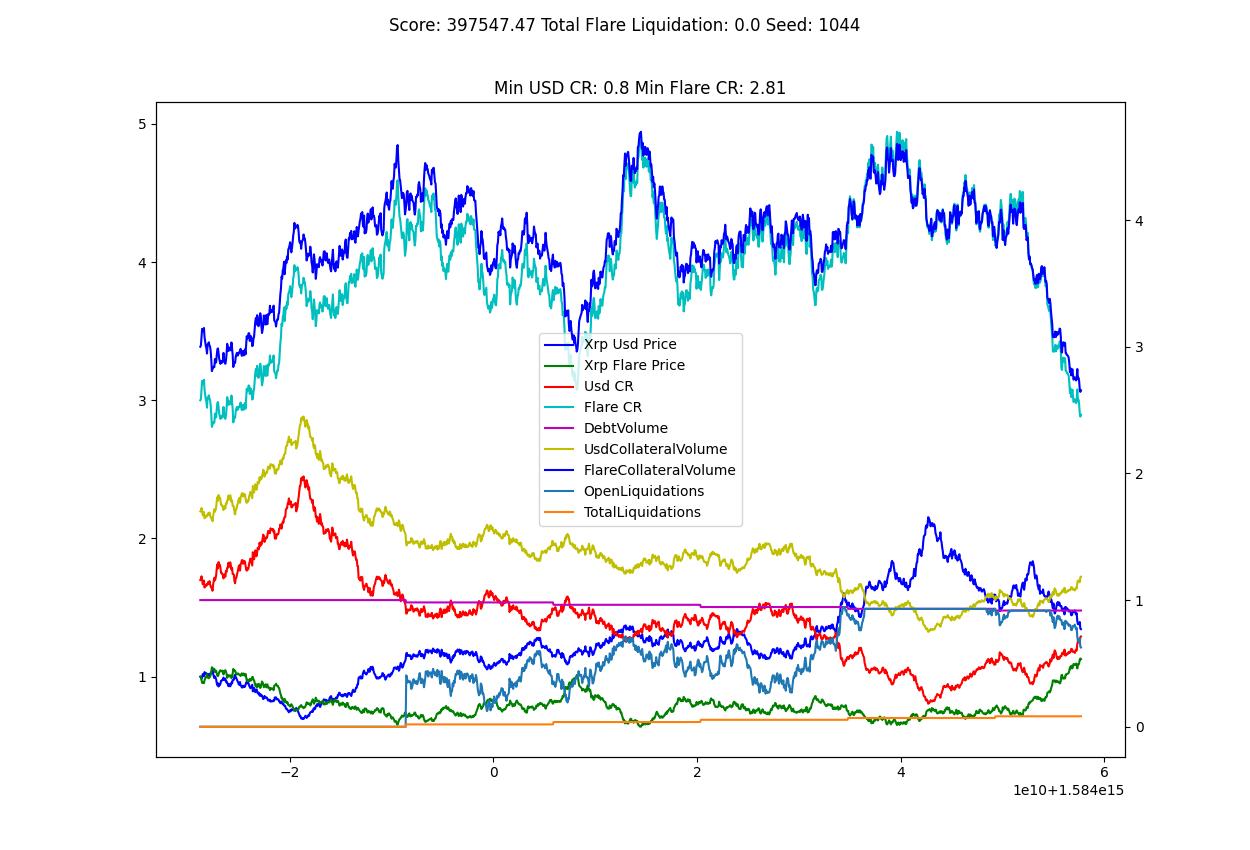 Score: 397547.47 Total Flare Liquidation: 0.0 Seed: 1044
Min USD CR: 0.8 Min Flare CR: 2.81
5
4
3
2
1
4
3
2
1
0
Xrp Usd Price
Xrp Flare Price
Usd CR
Flare CR
DebtVolume
UsdCollateralVolume
FlareCollateralVolume
OpenLiquidations
TotalLiquidations
−2 0 2 4 6
1e10+1.584e15